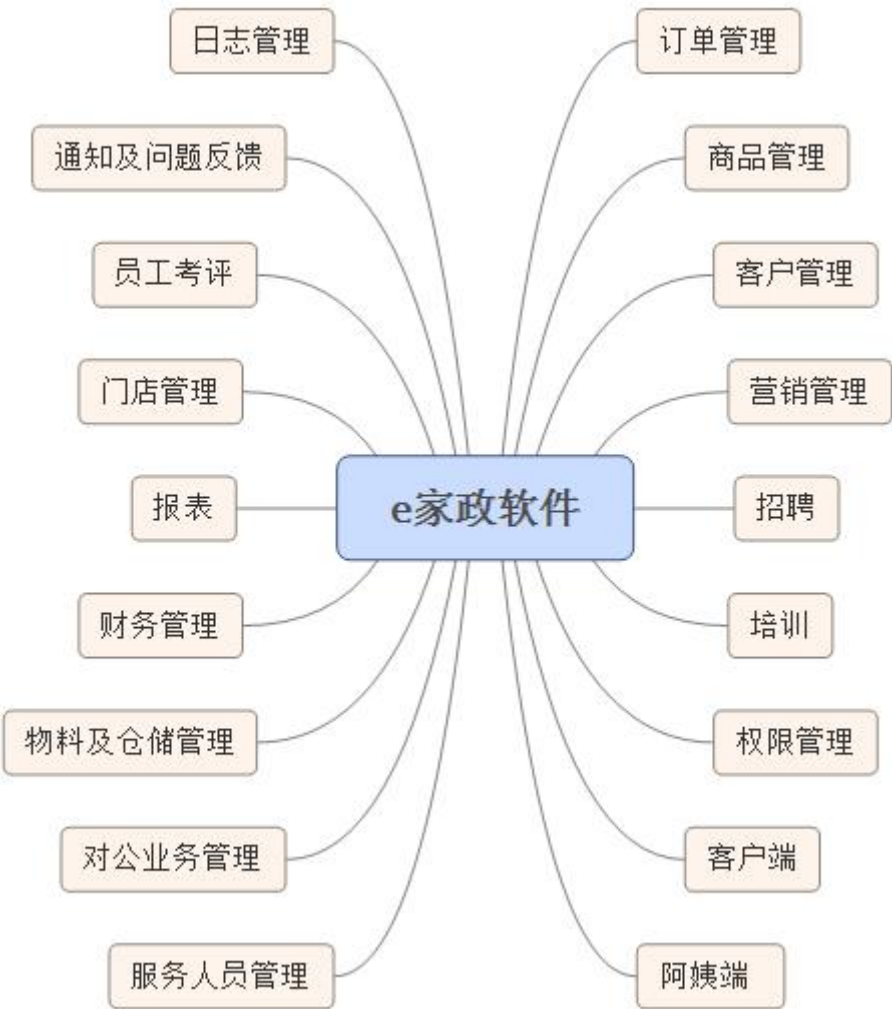 日志管理
订单管理
通知及问题反馈
商品管理
员工考评
客户管理
门店管理
营销管理
报表
e家政软件
招聘
财务管理
培训
物料及仓储管理
权限管理
对公业务管理
客户端
服务人员管理
阿姨端